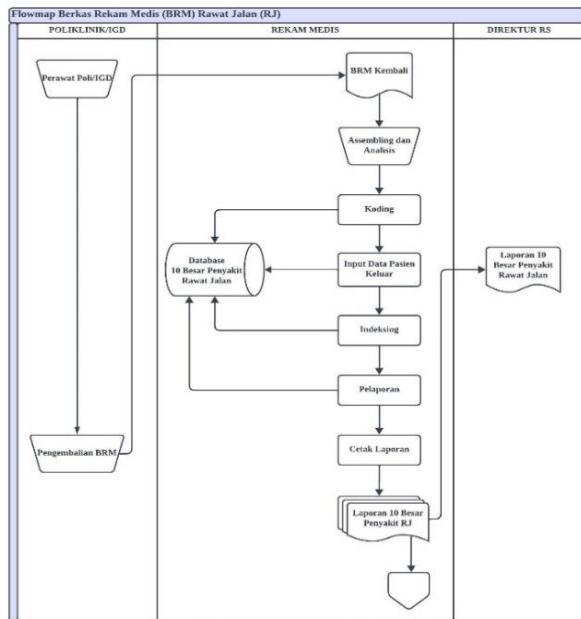 Flowmap Berkas Rekam Medis (BRM) Rawat Jalan (RJ)
POLIKLINIK/IGD
REKAM MEDIS
DIREKTUR RS
Perawat Poli/IGD
BRM Kembali
Assembling dan
Analisis
Koding
Database
10 Besar Penyakit
Rawat Jalan
Input Data Pasien
Keluar
Laporan 10
Besar Penyakit
Rawat Jalan
Indeksing
Pelaporan
Pengembalian BRM
Cetak Laporan
Laporan 10 Besar
Penyakit RJ